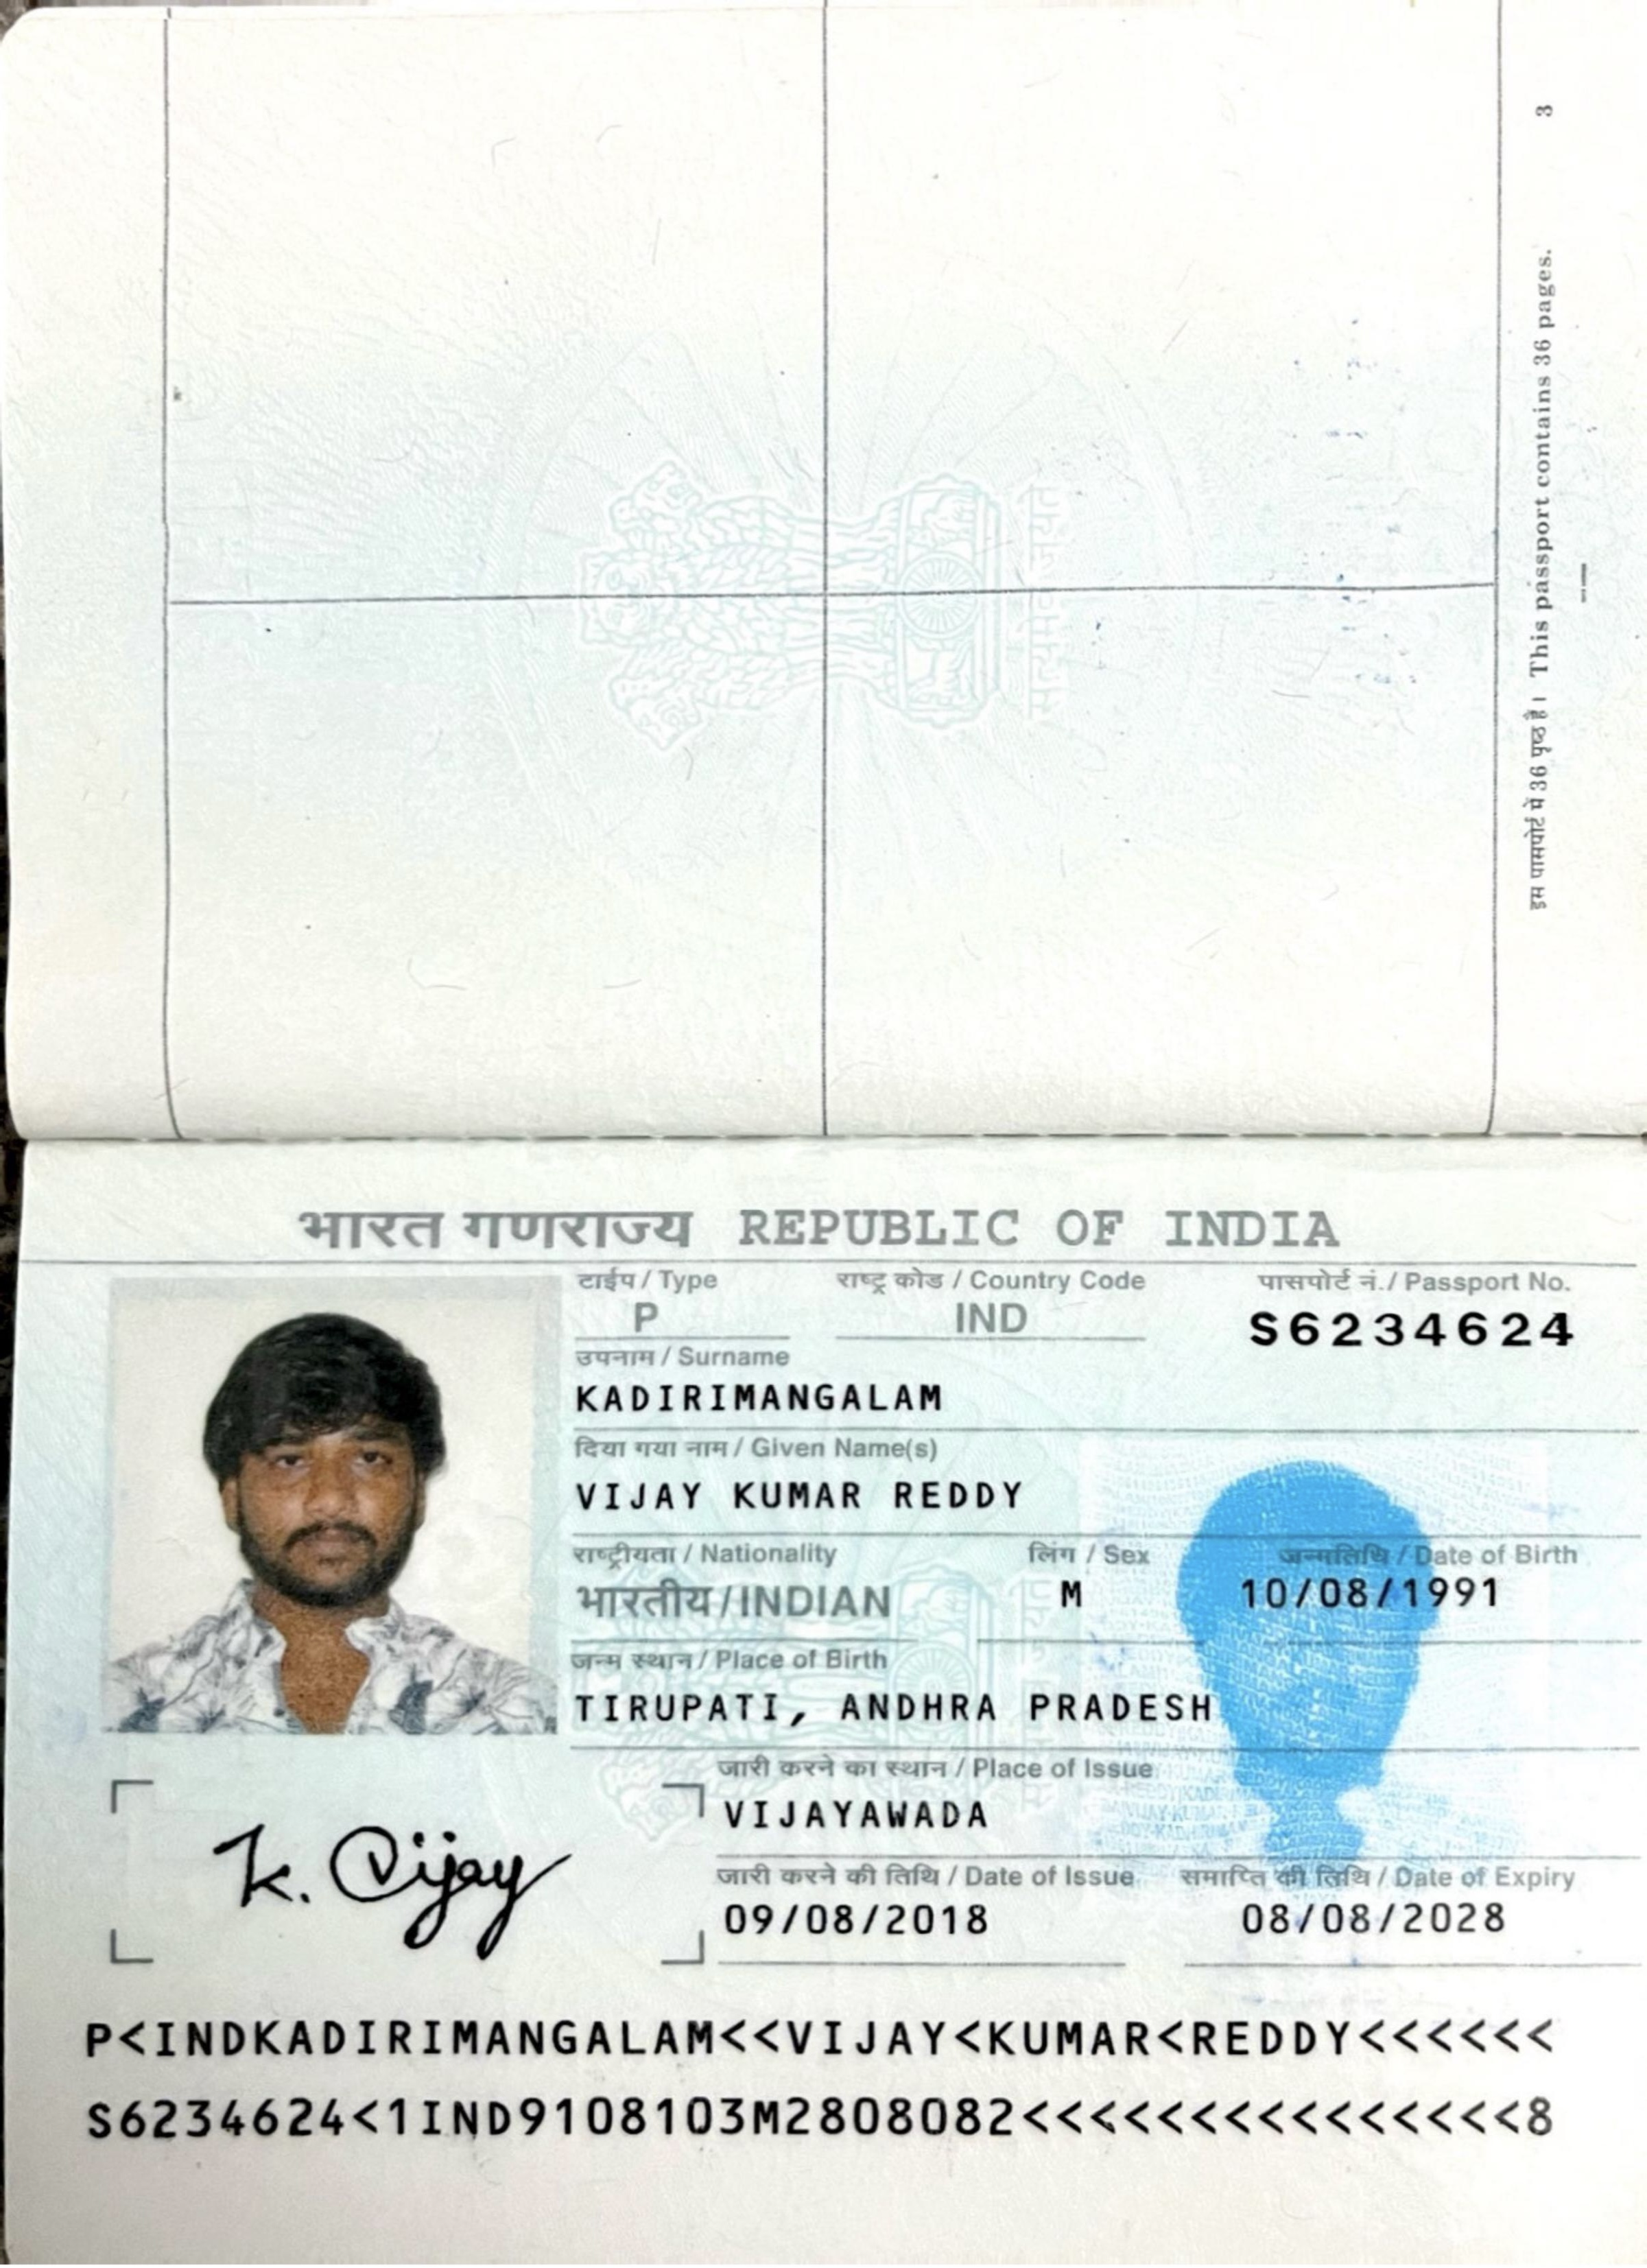 3
इस पासपोर्ट में 36 पृष्ठ हैं। This passport contains 36 pages.
भारत गणराज्य REPUBLIC OF INDIA
टाईप / Type राष्ट्र कोड / Country Code पासपोर्ट नं. / Passport No.
P IND S6234624
उपनाम / Surname
KADIRIMANGALAM
दिया गया नाम / Given Name(s)
VIJAY KUMAR REDDY
राष्ट्रीयता / Nationality लिंग / Sex जन्मतिथि / Date of Birth
भारतीय / INDIAN M 10/08/1991
जन्म स्थान / Place of Birth
TIRUPATI, ANDHRA PRADESH
जारी करने का स्थान / Place of Issue
VIJAYAWADA
K. Vijay
जारी करने की तिथि / Date of Issue समाप्ति की तिथि / Date of Expiry
09/08/2018 08/08/2028
P<INDKADIRIMANGALAM<<VIJAY<KUMAR<REDDY<<<<<<
S6234624<1IND9108103M2808082<<<<<<<<<<<<<<<8